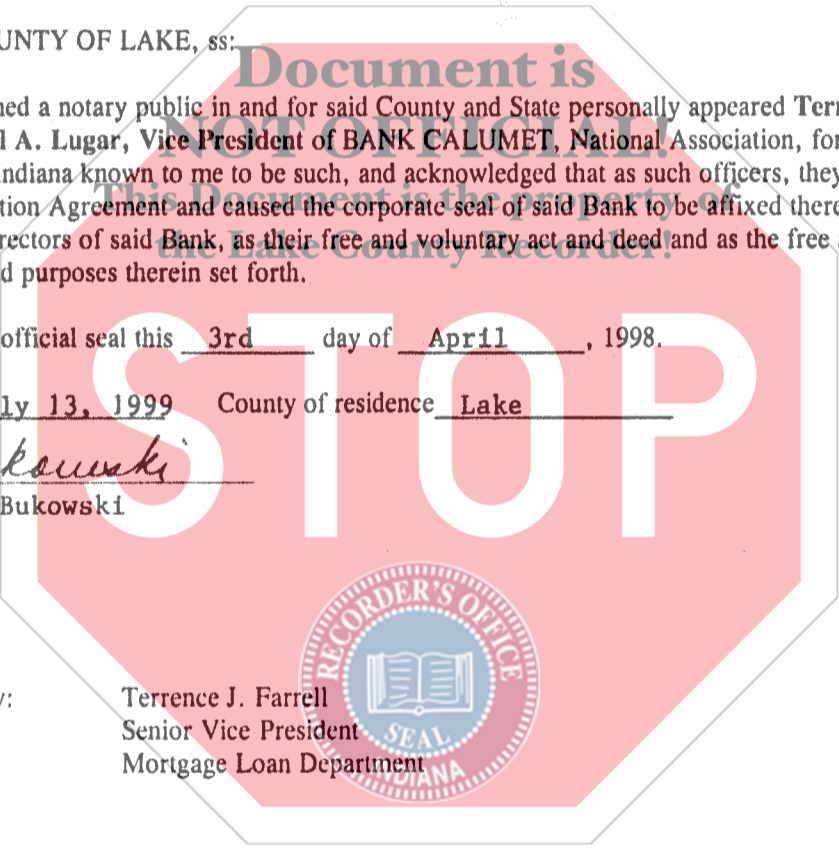 UNTY OF LAKE, ss:
Document is
ned a notary public in and for said County and State personally appeared Terr
NOT OFFICIAL!
l A. Lugar, Vice President of BANK CALUMET, National Association, for
ndiana known to me to be such, and acknowledged that as such officers, they
This Document is the property of
tion Agreement and caused the corporate seal of said Bank to be affixed there
the Lake County Recorder!
rectors of said Bank, as their free and voluntary act and deed and as the free
d purposes therein set forth.
official seal this 3rd day of April, 1998.
STOP
ly 13, 1999 County of residence Lake
kowski
Bukowski
RECORDER'S OFFICE
SEAL
INDIANA
y: Terrence J. Farrell
Senior Vice President
Mortgage Loan Department